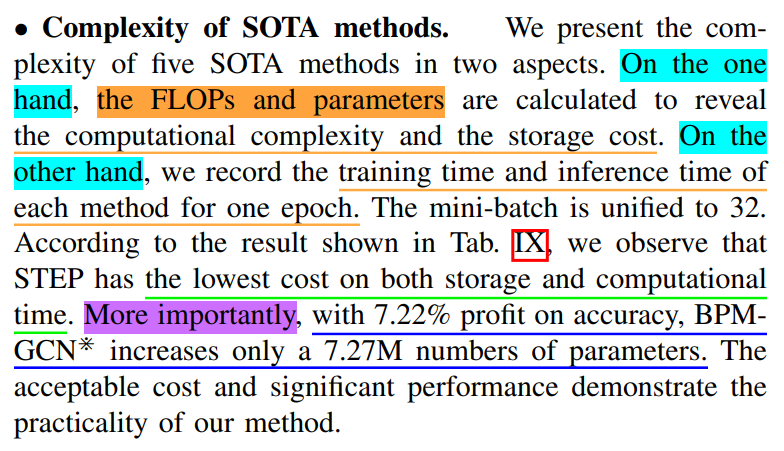 • Complexity of SOTA methods. We present the com-
plexity of five SOTA methods in two aspects. On the one
hand, the FLOPs and parameters are calculated to reveal
the computational complexity and the storage cost. On the
other hand, we record the training time and inference time of
each method for one epoch. The mini-batch is unified to 32.
According to the result shown in Tab. IX, we observe that
STEP has the lowest cost on both storage and computational
time. More importantly, with 7.22% profit on accuracy, BPM-
GCN※ increases only a 7.27M numbers of parameters. The
acceptable cost and significant performance demonstrate the
practicality of our method.